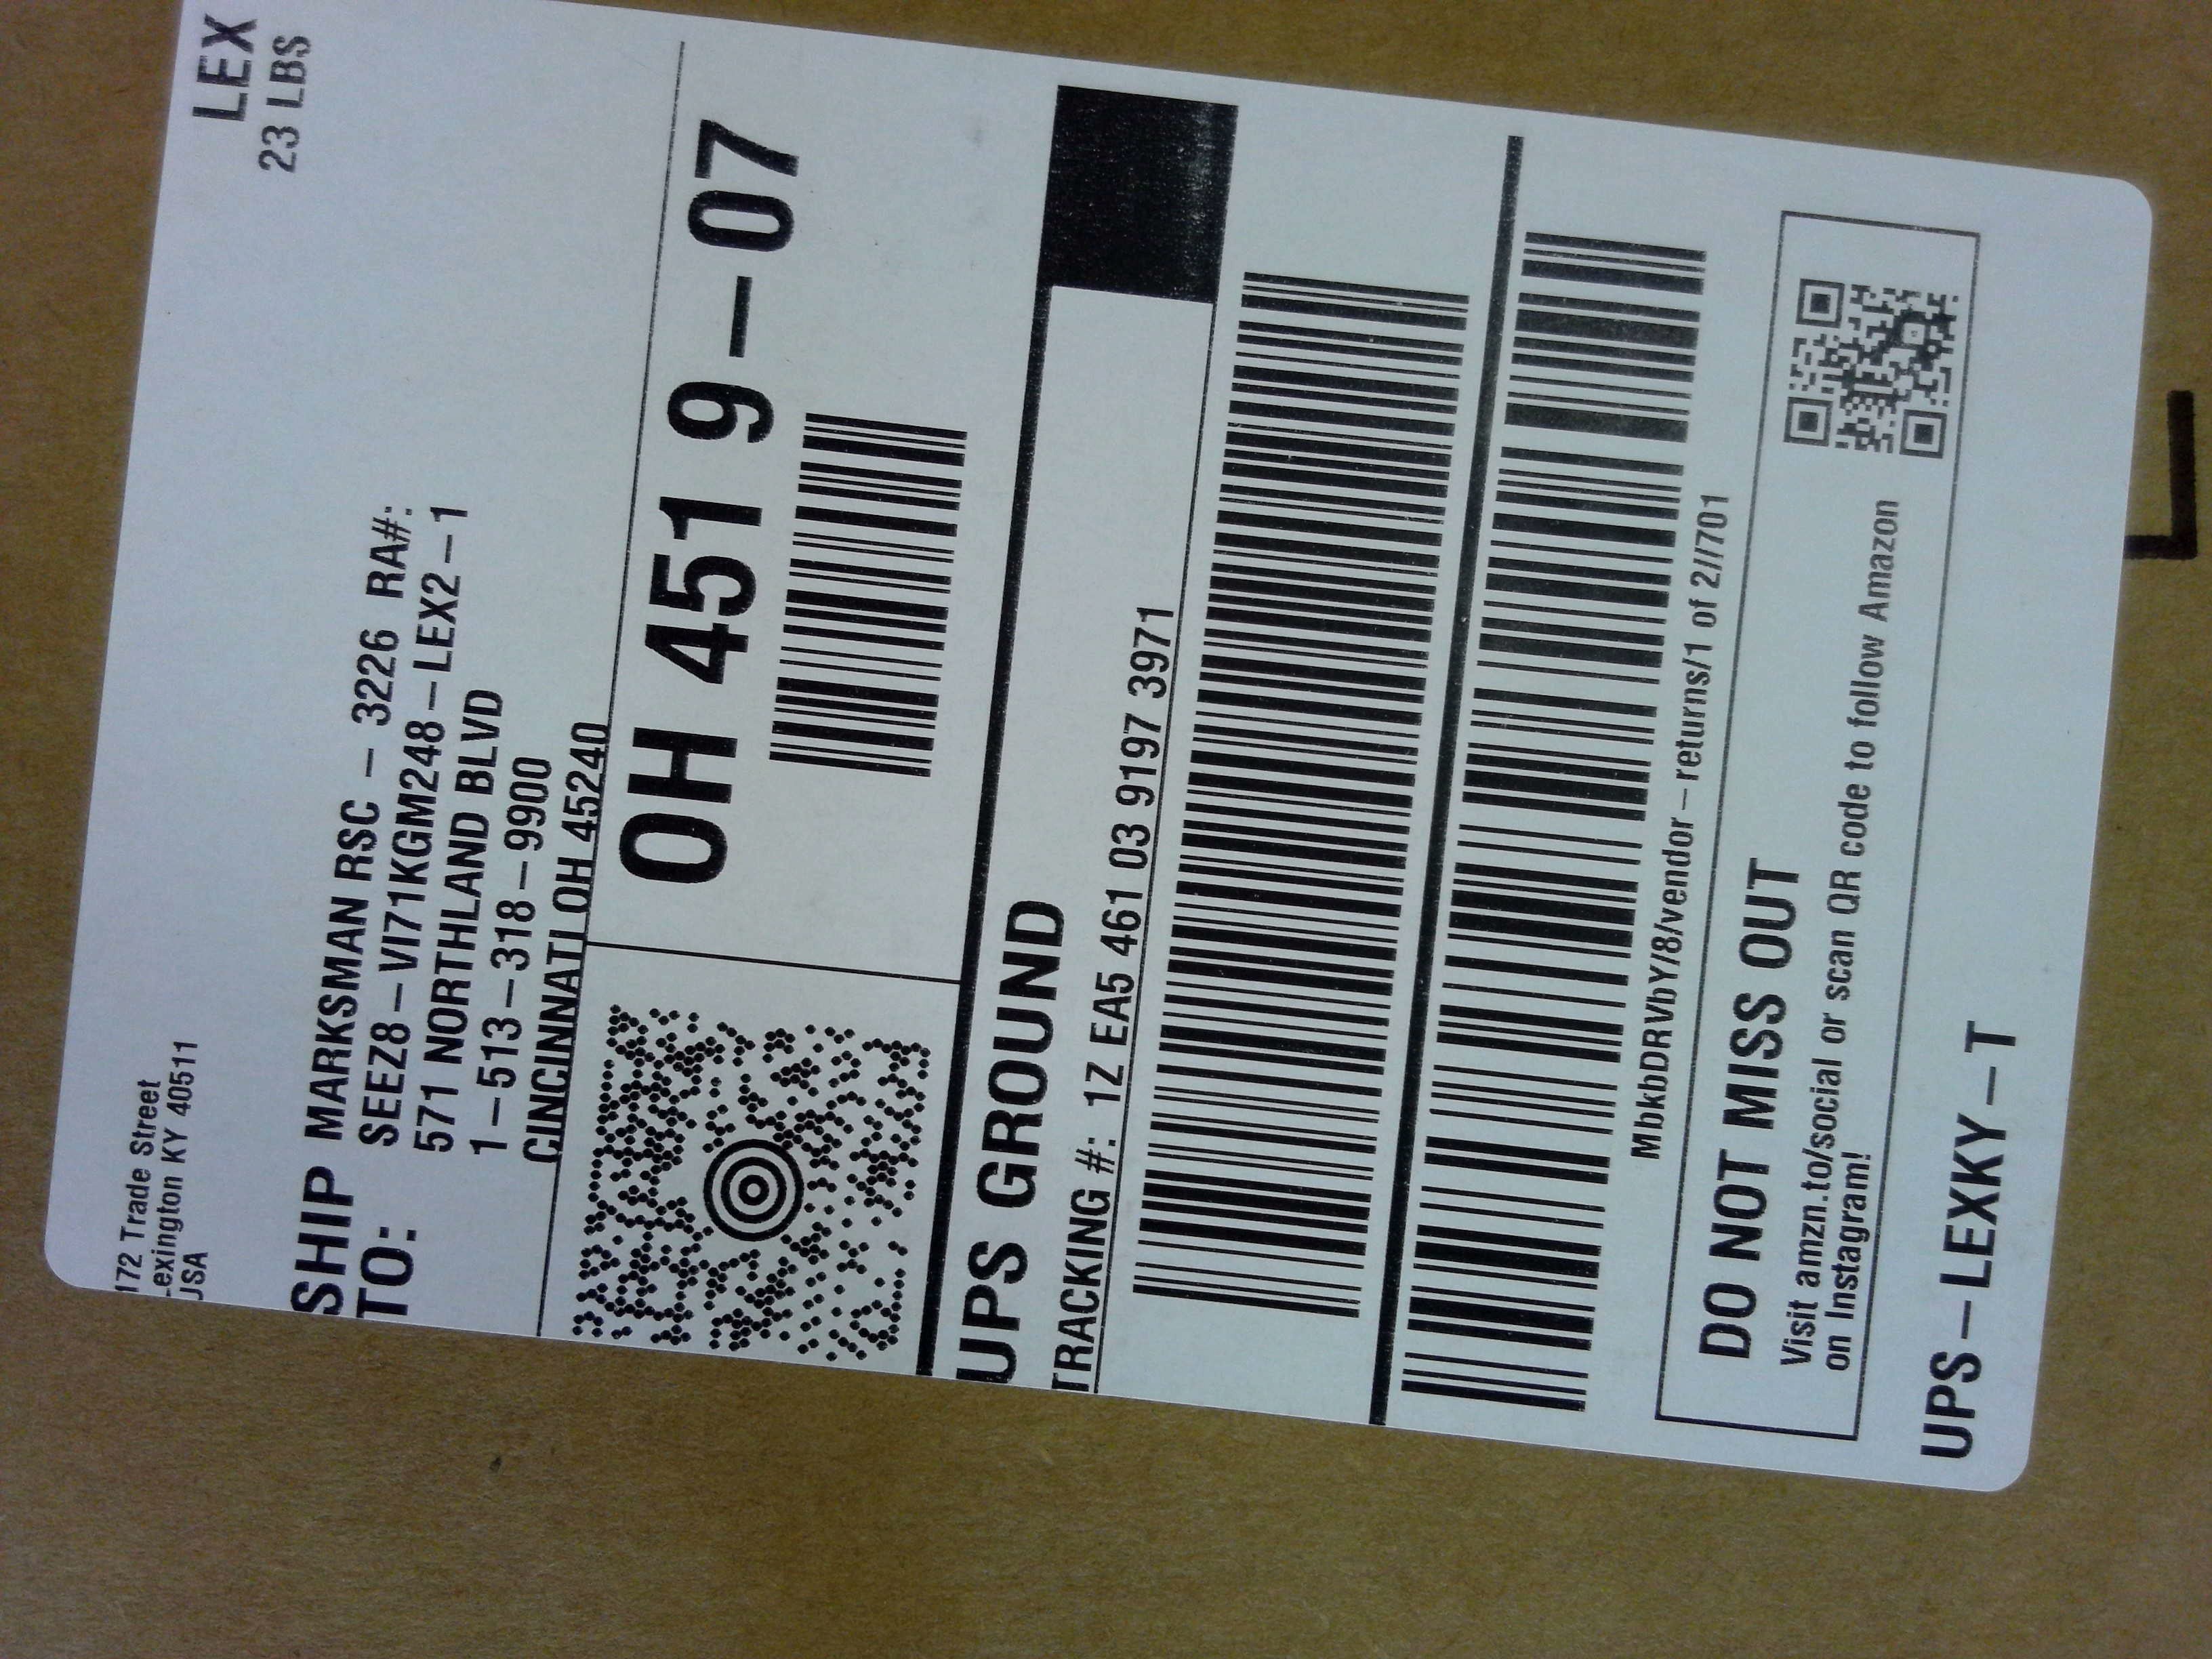 172 Trade Street
Lexington KY 40511
USA
LEX
23 LBS
SHIP
TO:
MARKSMAN RSC - 3226 RA#:
SEEZ8-VI71KGM248-LEX2-1
571 NORTHLAND BLVD
1-513-318-9900
CINCINNATI OH 45240
OH 451 9-07
UPS GROUND
TRACKING #: 1Z EA5 461 03 9197 3971
MbkbDRVbY/8/vendor-returns/1 of 2//701
DO NOT MISS OUT
Visit amzn.to/social or scan QR code to follow Amazon
on Instagram!
UPS-LEXKY-T